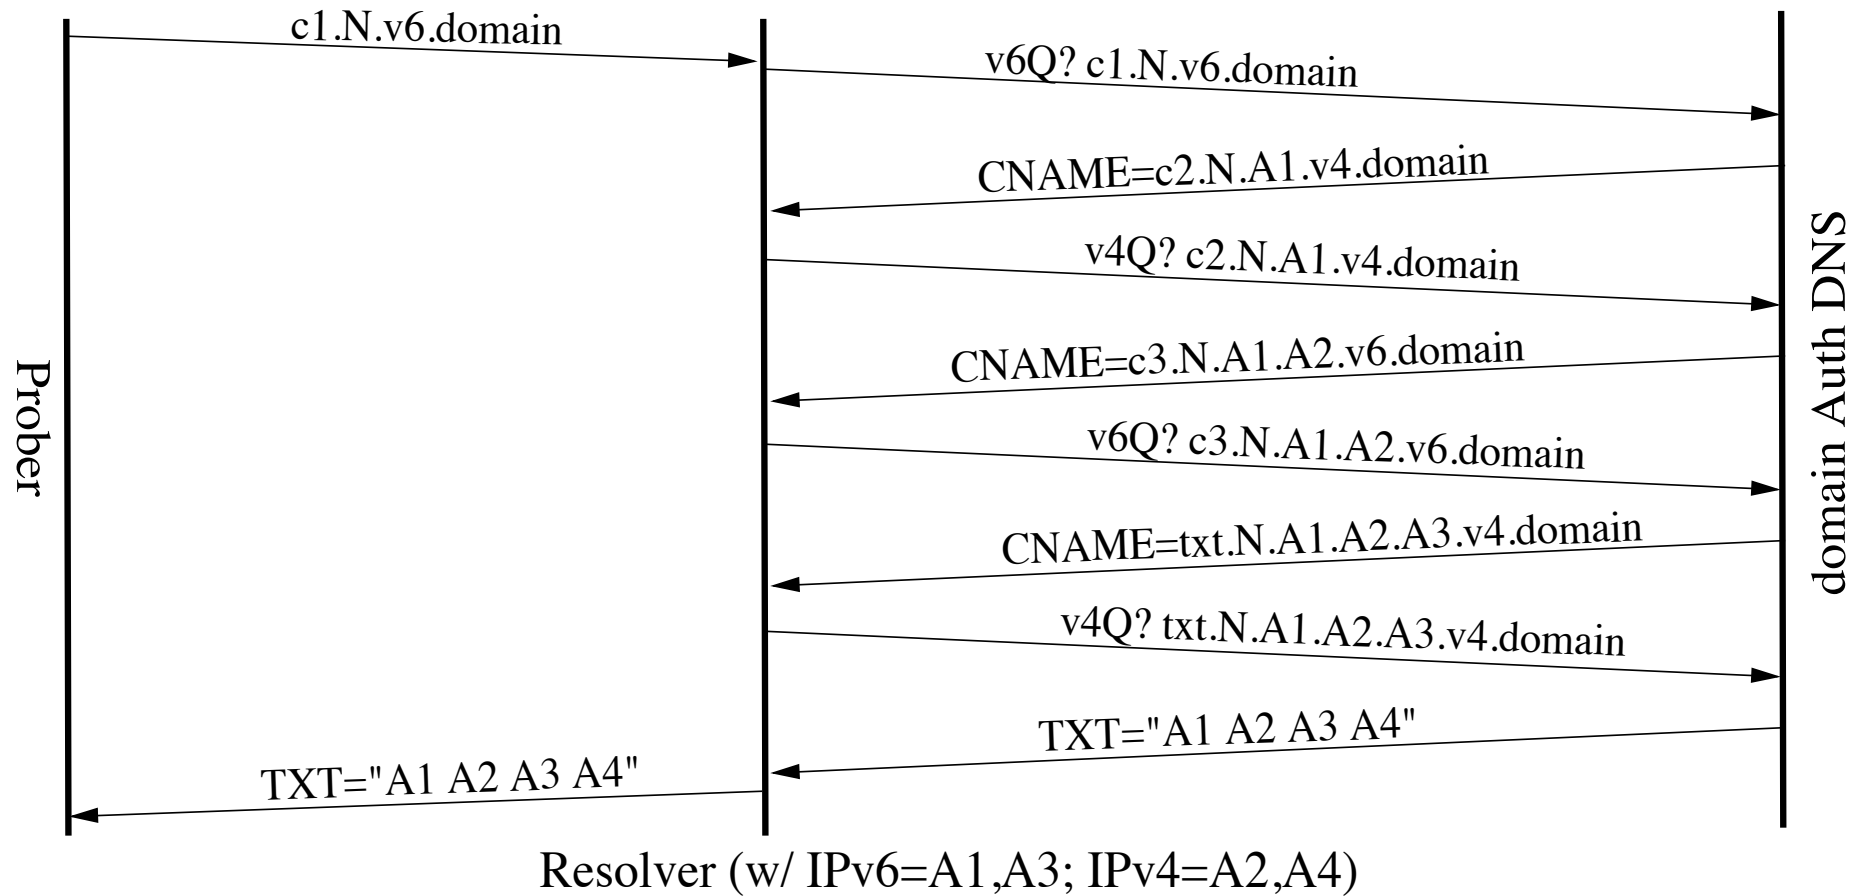 c1.N.v6.domain
v6Q? c1.N.v6.domain
CNAME=c2.N.A1.v4.domain
v4Q? c2.N.A1.v4.domain
CNAME=c3.N.A1.A2.v6.domain
v6Q? c3.N.A1.A2.v6.domain
CNAME=txt.N.A1.A2.A3.v4.domain
v4Q? txt.N.A1.A2.A3.v4.domain
TXT="A1 A2 A3 A4"
TXT="A1 A2 A3 A4"
Prober
domain Auth DNS
Resolver (w/ IPv6=A1,A3; IPv4=A2,A4)